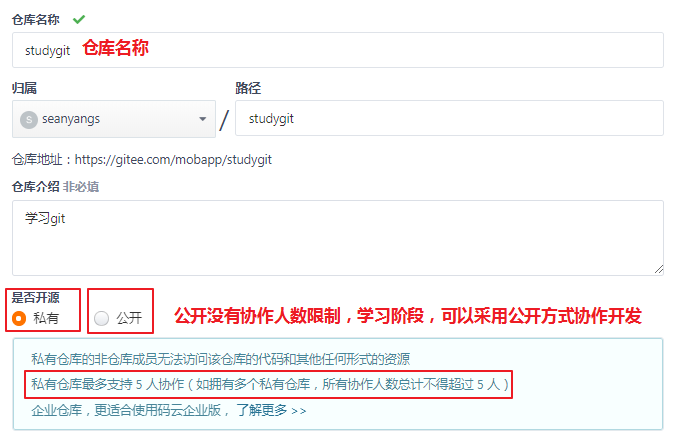 仓库名称
studygit 仓库名称
归属 路径
S seanyangs / studygit
仓库地址：https://gitee.com/mobapp/studygit
仓库介绍 非必填
学习git
是否开源
私有 公开 公开没有协作人数限制，学习阶段，可以采用公开方式协作开发
私有仓库的非仓库成员无法访问该仓库的代码和其他任何形式的资源
私有仓库最多支持 5 人协作（如拥有多个私有仓库，所有协作人数总计不得超过 5 人）
企业仓库，更适合使用码云企业版， 了解更多 >>